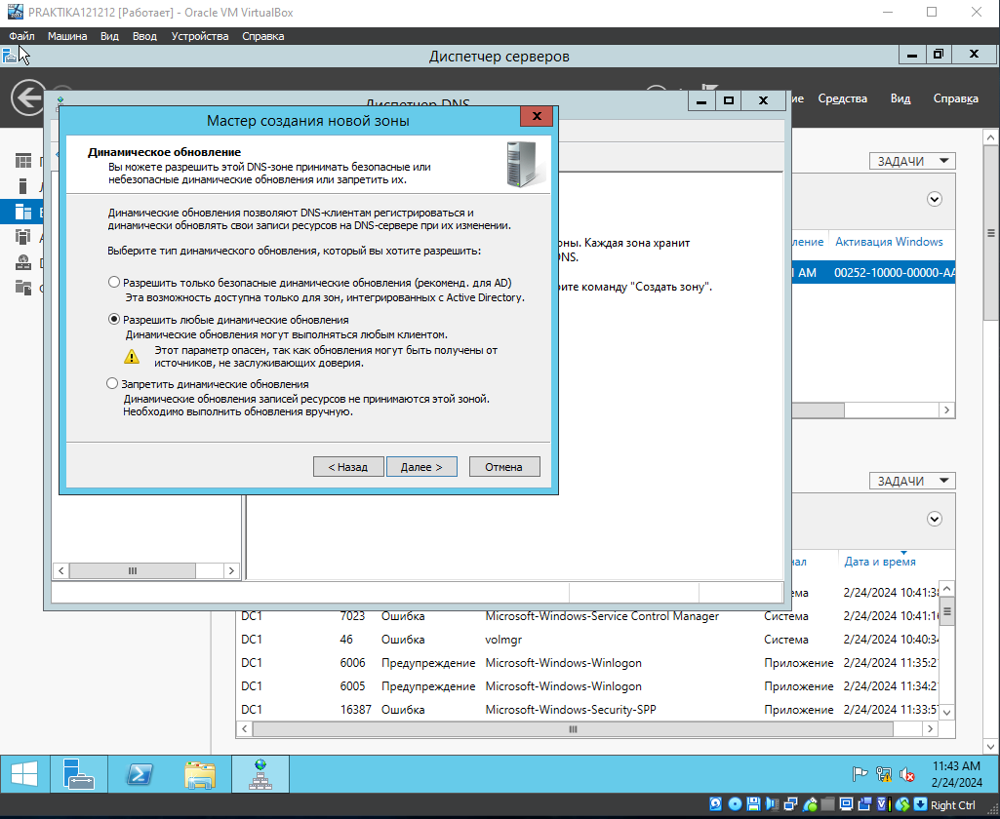 PRAKTIKA121212 [Работает] - Oracle VM VirtualBox
Файл Машина Вид Ввод Устройства Справка
Диспетчер серверов
Средства Вид Справка
Диспетчер DNS
Мастер создания новой зоны
Динамическое обновление
Вы можете разрешить этой DNS-зоне принимать безопасные или
небезопасные динамические обновления или запретить их.
ЗАДАЧИ
Динамические обновления позволяют DNS-клиентам регистрироваться и
динамически обновлять свои записи ресурсов на DNS-сервере при их изменении.
Выберите тип динамического обновления, который вы хотите разрешить:
Разрешить только безопасные динамические обновления (рекоменд. для AD)
Эта возможность доступна только для зон, интегрированных с Active Directory.
Разрешить любые динамические обновления
Динамические обновления могут выполняться любым клиентом.
Этот параметр опасен, так как обновления могут быть получены от
источников, не заслуживающих доверия.
Запретить динамические обновления
Динамические обновления записей ресурсов не принимаются этой зоной.
Необходимо выполнить обновления вручную.
< Назад Далее > Отмена
оны. Каждая зона хранит
NS.
рите команду "Создать зону".
ление Активация Windows
AM 00252-10000-00000-AA
ЗАДАЧИ
нал Дата и время
ема 2/24/2024 10:41:38
DC1 7023 Ошибка Microsoft-Windows-Service Control Manager Система 2/24/2024 10:41:16
DC1 46 Ошибка volmgr Система 2/24/2024 10:40:34
DC1 6006 Предупреждение Microsoft-Windows-Winlogon Приложение 2/24/2024 11:35:27
DC1 6005 Предупреждение Microsoft-Windows-Winlogon Приложение 2/24/2024 11:34:27
DC1 16387 Ошибка Microsoft-Windows-Security-SPP Приложение 2/24/2024 11:33:57
11:43 AM
2/24/2024
Right Ctrl